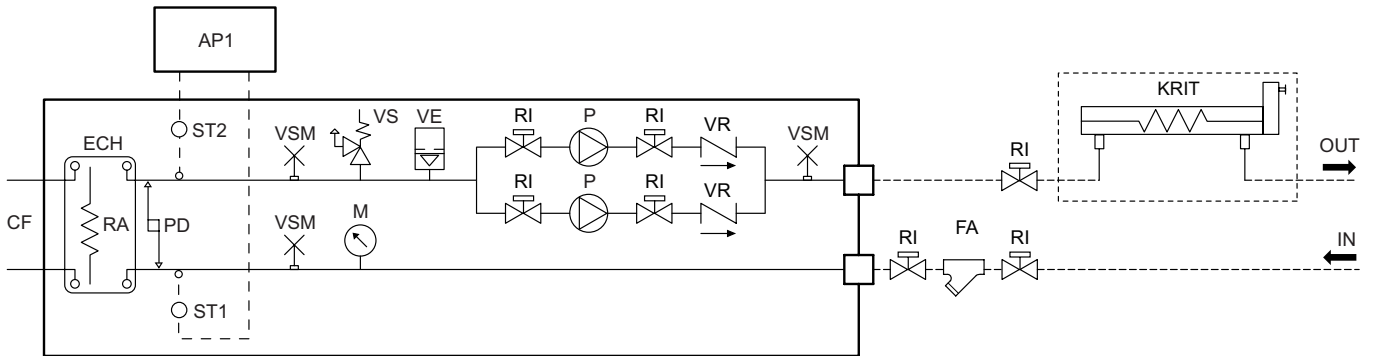 AP1
KRIT
ST2
VSM
VS
VE
RI
P
RI
VR
VSM
ECH
RI
OUT
RI
P
RI
VR
CF
RA
PD
VSM
M
RI
FA
RI
IN
ST1